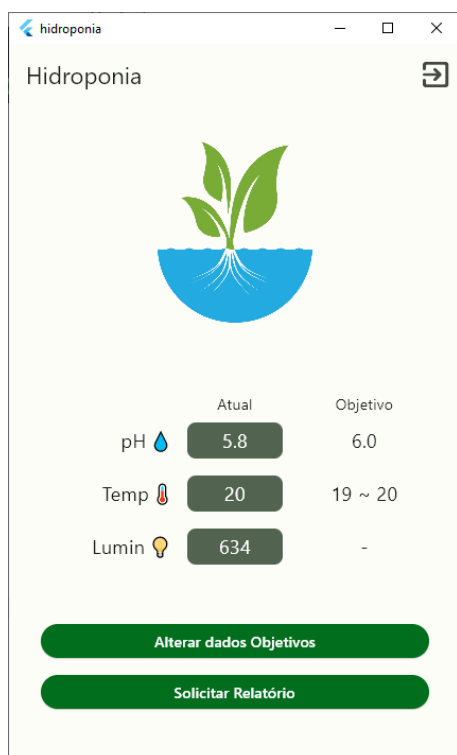 hidroponia
Hidroponia
Atual Objetivo
pH 5.8 6.0
Temp 20 19 ~ 20
Lumin 634 -
Alterar dados Objetivos
Solicitar Relatório